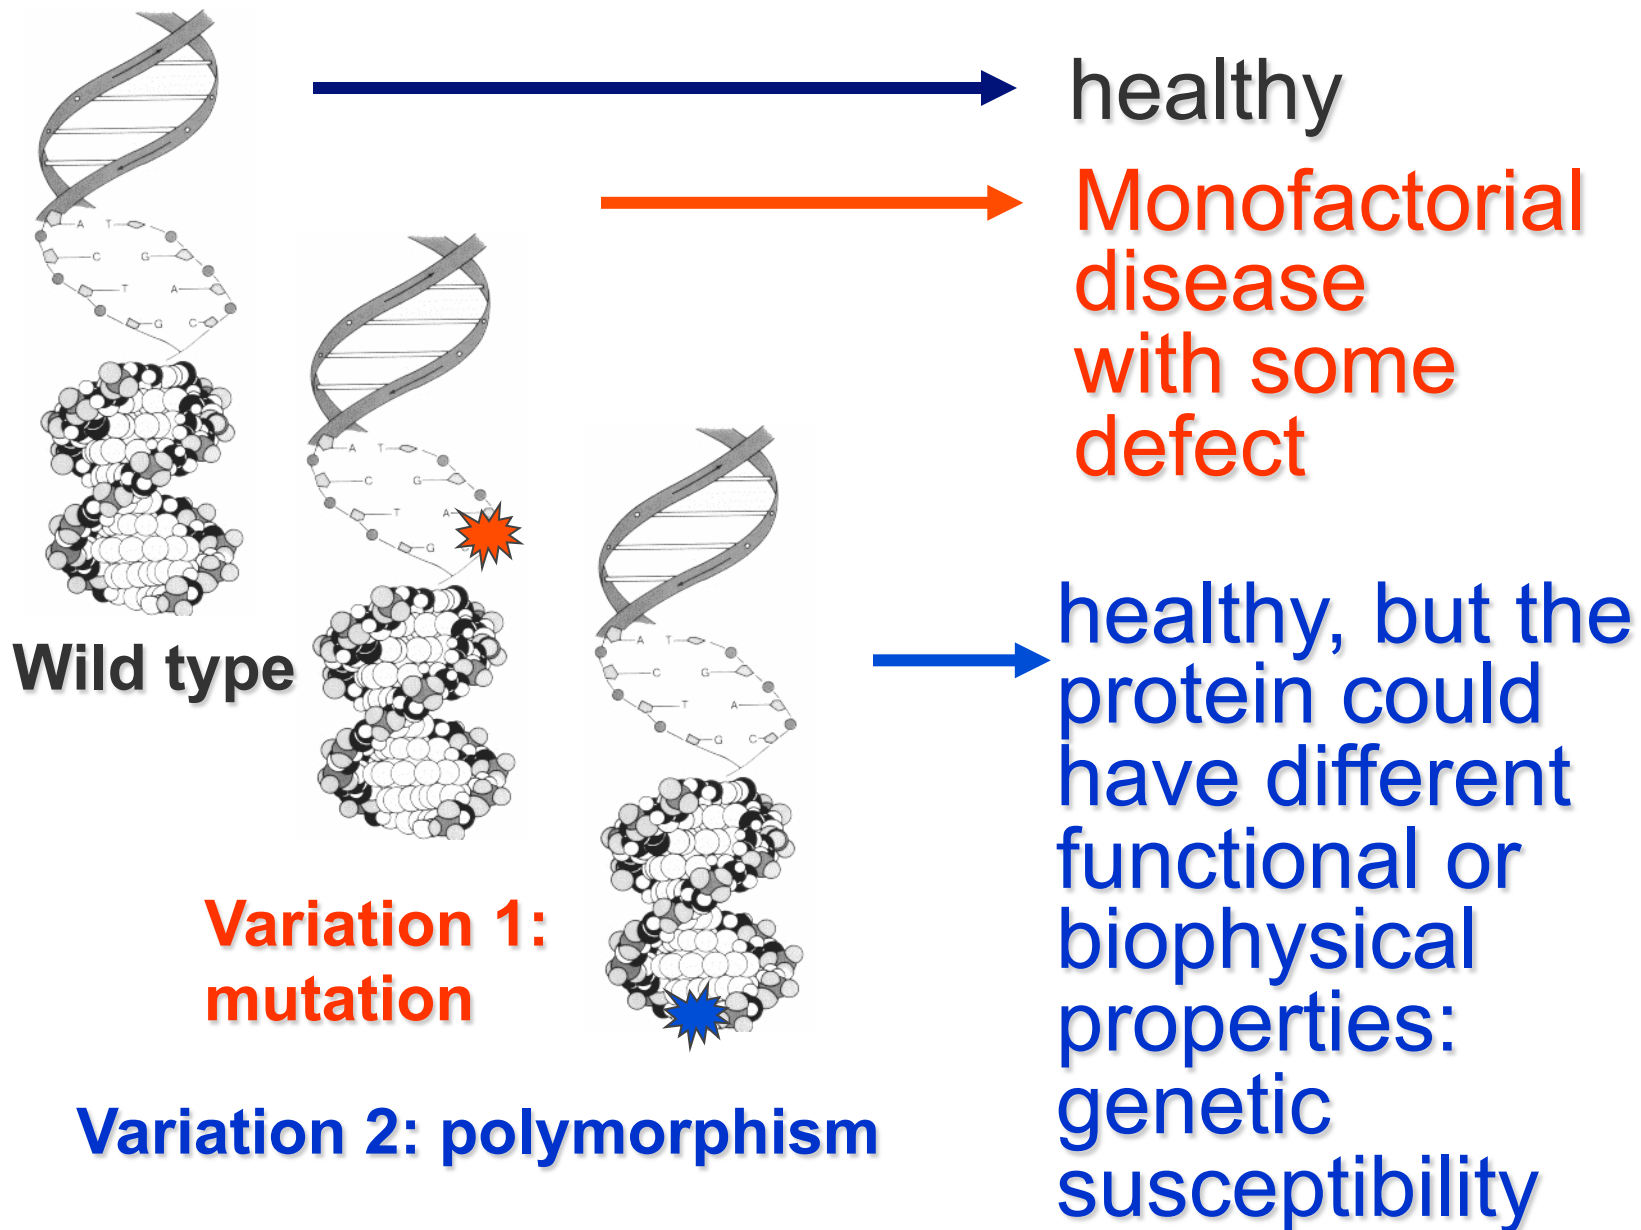 healthy
Monofactorial
disease
with some
defect
A T
C G
T A
G C
Wild type
A T
C G
T A
G
Variation 1:
mutation
A T
C G
T A
G C
Variation 2: polymorphism
healthy, but the
protein could
have different
functional or
biophysical
properties:
genetic
susceptibility